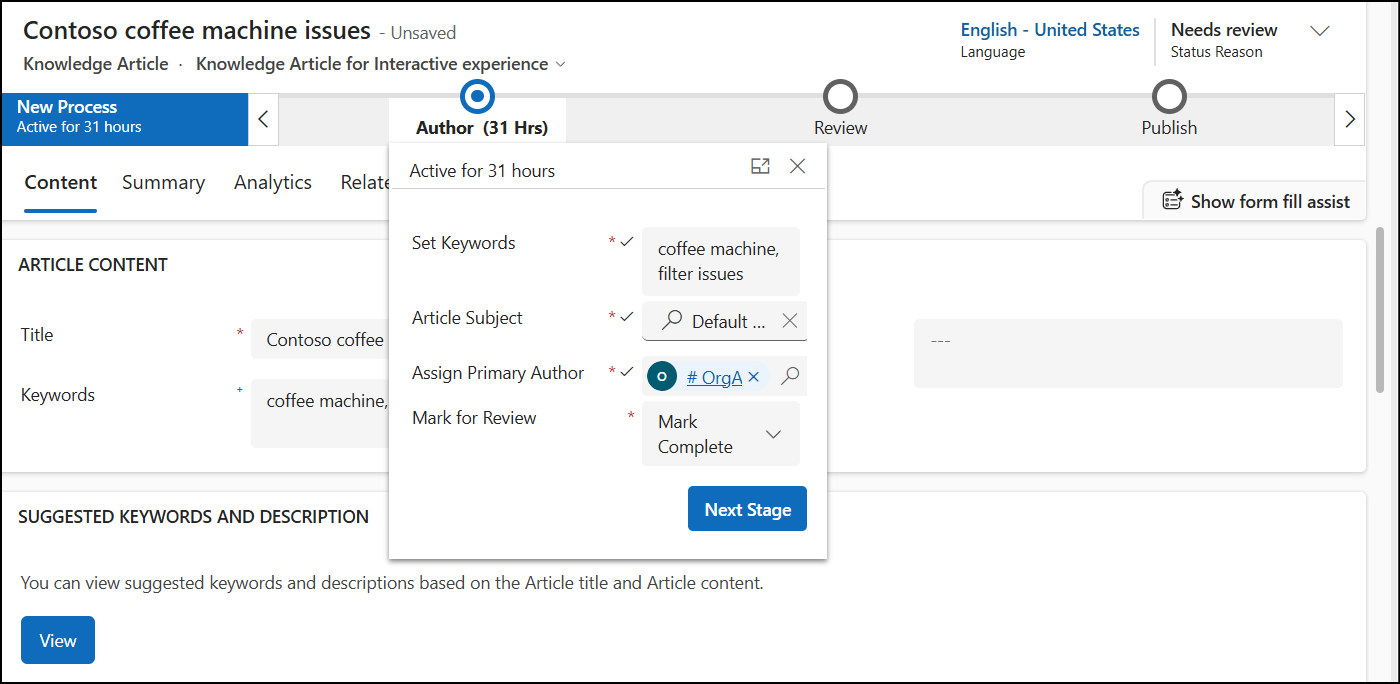 Contoso coffee machine issues - Unsaved
Knowledge Article · Knowledge Article for Interactive experience
English - United States
Language
Needs review
Status Reason
New Process
Active for 31 hours
Author (31 Hrs)
Review
Publish
Content Summary Analytics Relate
Show form fill assist
Active for 31 hours
Set Keywords * coffee machine,
filter issues
Article Subject * Default ...
Assign Primary Author * O # OrgA
Mark for Review * Mark
Complete
Next Stage
ARTICLE CONTENT
Title * Contoso coffee
---
Keywords + coffee machine,
SUGGESTED KEYWORDS AND DESCRIPTION
You can view suggested keywords and descriptions based on the Article title and Article content.
View